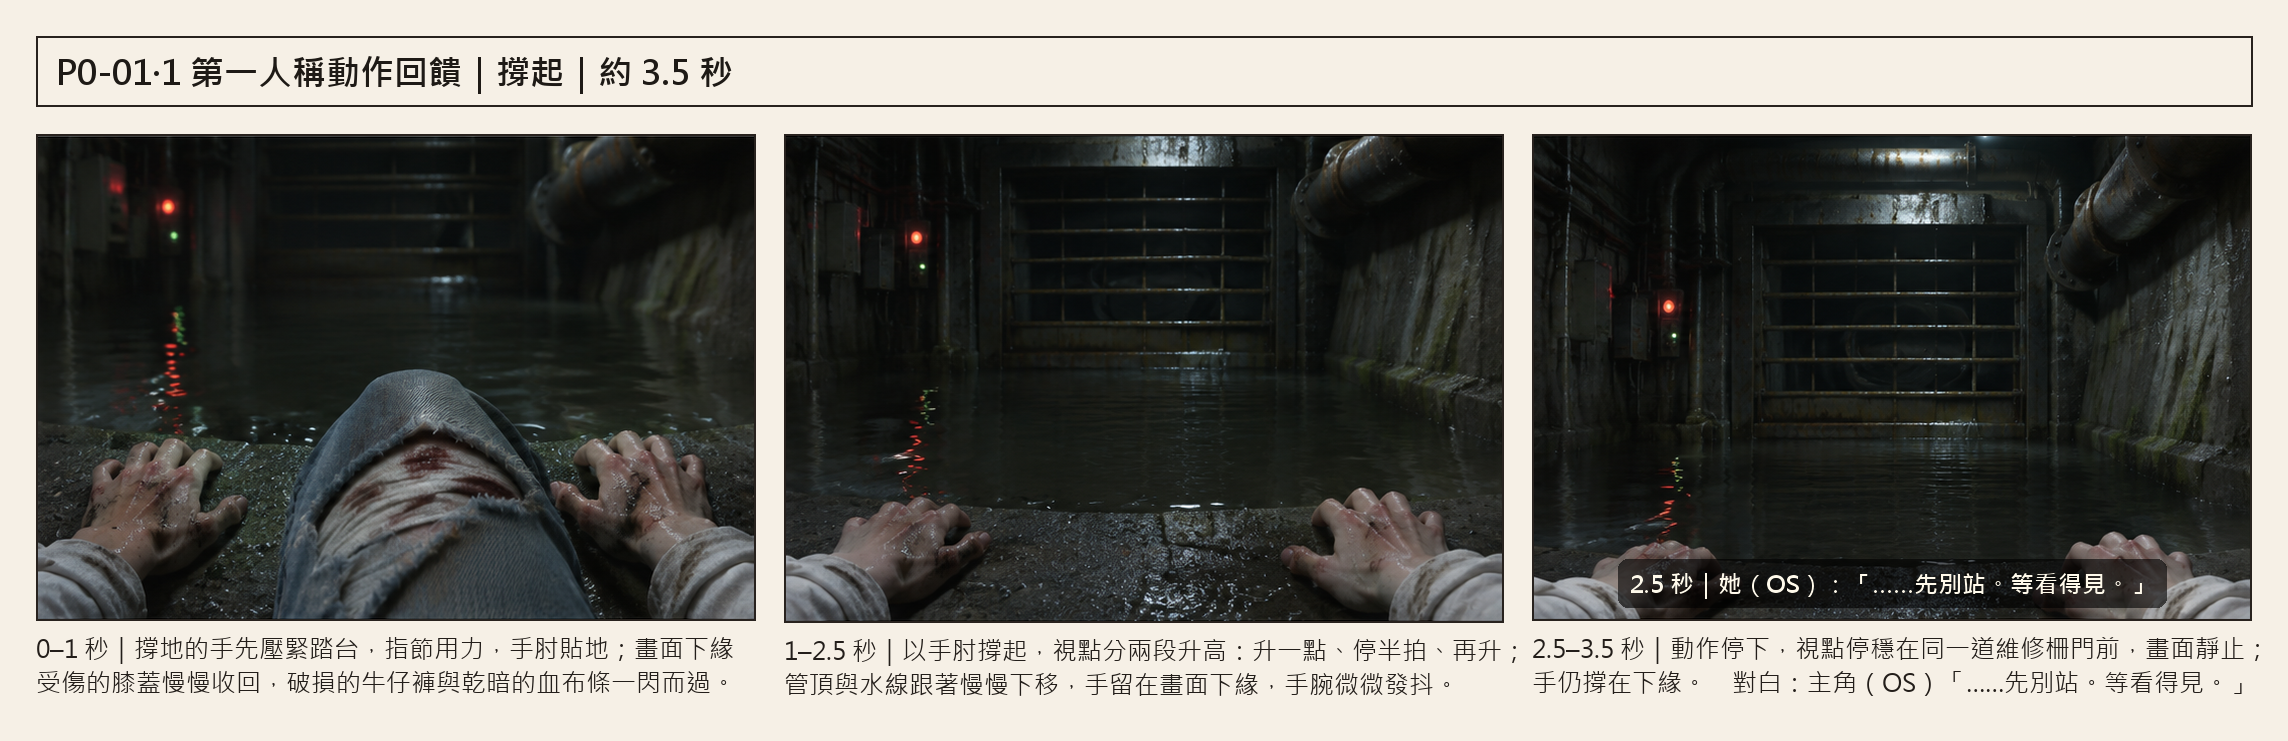 P0-01·1 第一人稱動作回饋｜撐起｜約 3.5 秒
2.5 秒｜她（OS）：「……先別站。等看得見。」
0–1 秒｜撐地的手先壓緊踏台，指節用力，手肘貼地；畫面下緣
受傷的膝蓋慢慢收回，破損的牛仔褲與乾暗的血布條一閃而過。
1–2.5 秒｜以手肘撐起，視點分兩段升高：升一點、停半拍、再升；
管頂與水線跟著慢慢下移，手留在畫面下緣，手腕微微發抖。
2.5–3.5 秒｜動作停下，視點停穩在同一道維修柵門前，畫面靜止；
手仍撐在下緣。　對白：主角（OS）「……先別站。等看得見。」